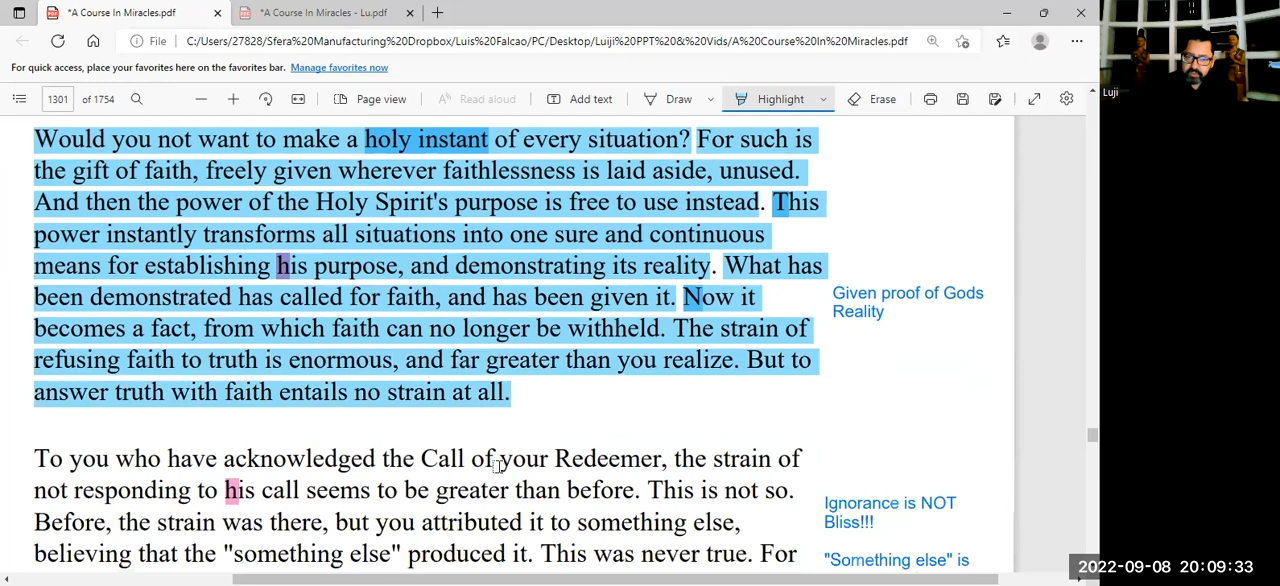 *A Course In Miracles.pdf
*A Course In Miracles - Lu.pdf
File
C:/Users/27828/Sfera%20Manufacturing%20Dropbox/Luis%20Falcao/PC/Desktop/Luiji%20PPT%20&%20Vids/A%20Course%20In%20Miracles.pdf
For quick access, place your favorites here on the favorites bar. Manage favorites now
1301 of 1754
Page view
Read aloud
Add text
Draw
Highlight
Erase
Luji
Would you not want to make a holy instant of every situation? For such is
the gift of faith, freely given wherever faithlessness is laid aside, unused.
And then the power of the Holy Spirit's purpose is free to use instead. This
power instantly transforms all situations into one sure and continuous
means for establishing his purpose, and demonstrating its reality. What has
been demonstrated has called for faith, and has been given it. Now it
becomes a fact, from which faith can no longer be withheld. The strain of
refusing faith to truth is enormous, and far greater than you realize. But to
answer truth with faith entails no strain at all.
Given proof of Gods
Reality
To you who have acknowledged the Call of your Redeemer, the strain of
not responding to his call seems to be greater than before. This is not so.
Before, the strain was there, but you attributed it to something else,
believing that the "something else" produced it. This was never true. For
Ignorance is NOT
Bliss!!!
"Something else" is
2022-09-08 20:09:33